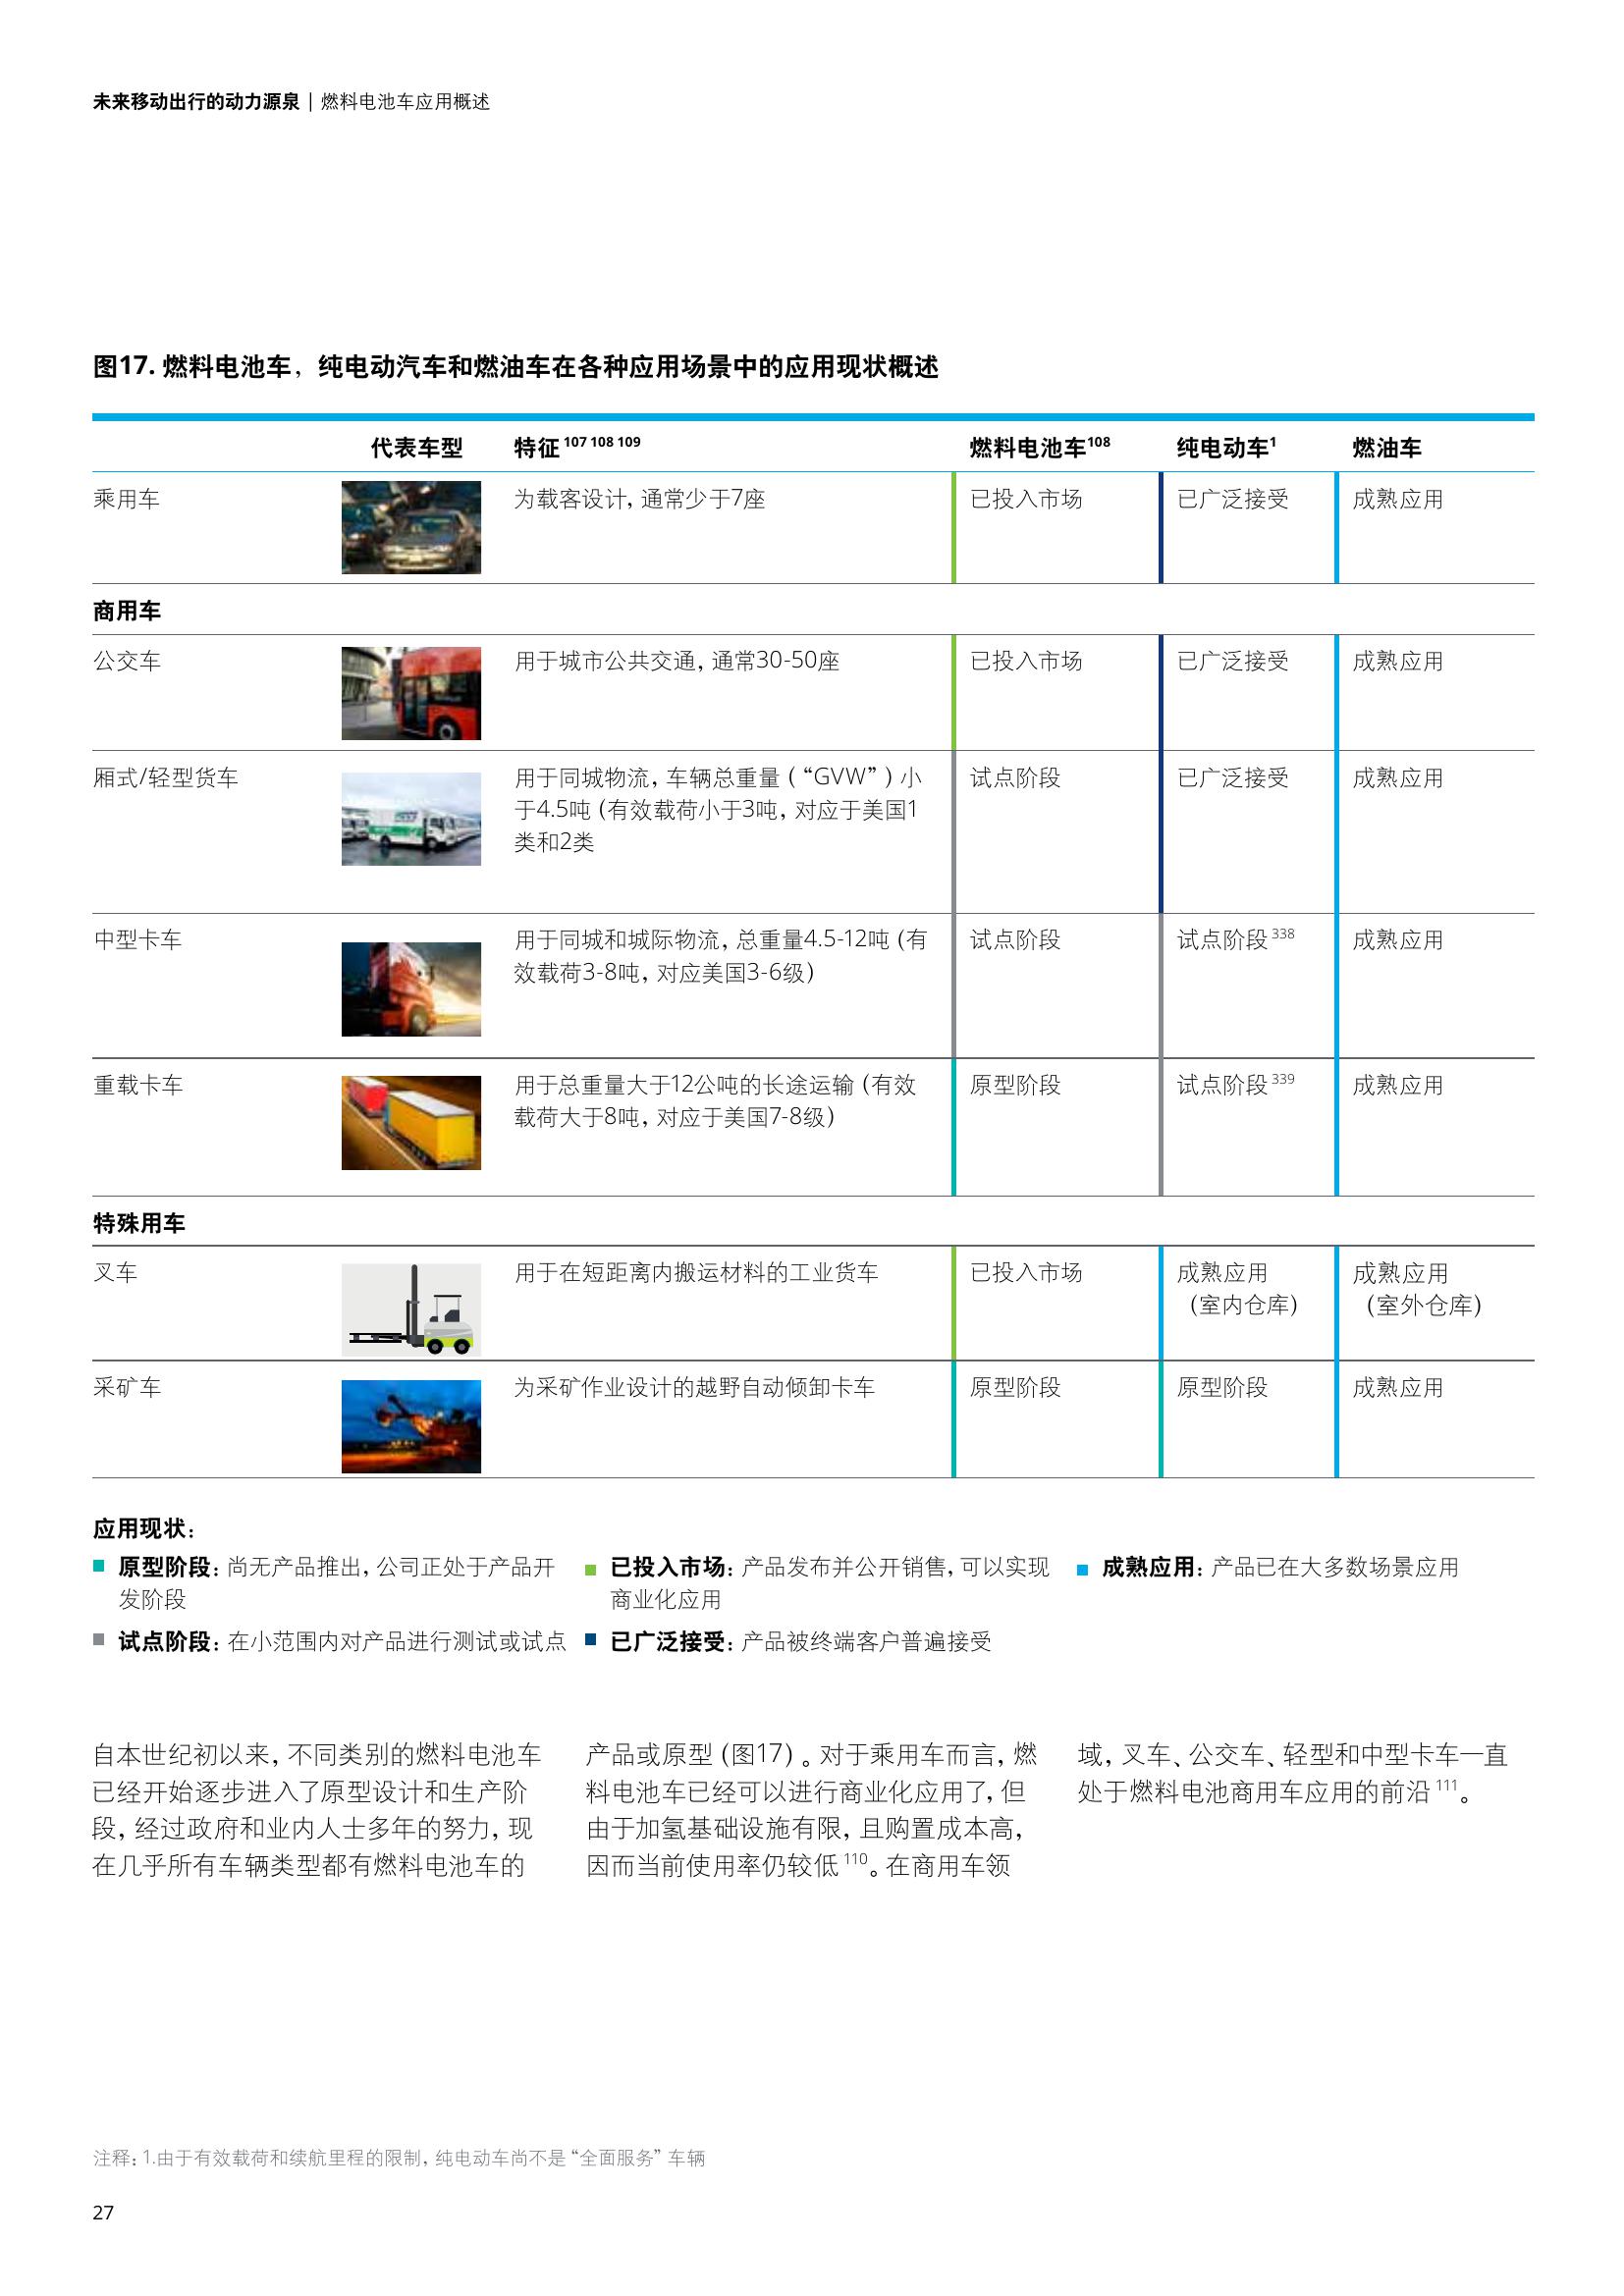 未来移动出行的动力源泉 | 燃料电池车应用概述
图17. 燃料电池车，纯电动汽车和燃油车在各种应用场景中的应用现状概述
代表车型 特征 107 108 109 燃料电池车108 纯电动车1 燃油车
乘用车 为载客设计，通常少于7座 已投入市场 已广泛接受 成熟应用
商用车
公交车 用于城市公共交通，通常30-50座 已投入市场 已广泛接受 成熟应用
厢式/轻型货车 用于同城物流，车辆总重量（“GVW”）小 试点阶段 已广泛接受 成熟应用
于4.5吨（有效载荷小于3吨，对应于美国1
类和2类
中型卡车 用于同城和城际物流，总重量4.5-12吨（有 试点阶段 试点阶段 338 成熟应用
效载荷3-8吨，对应美国3-6级）
重载卡车 用于总重量大于12公吨的长途运输（有效 原型阶段 试点阶段 339 成熟应用
载荷大于8吨，对应于美国7-8级）
特殊用车
叉车 用于在短距离内搬运材料的工业货车 已投入市场 成熟应用 成熟应用
（室内仓库） （室外仓库）
采矿车 为采矿作业设计的越野自动倾卸卡车 原型阶段 原型阶段 成熟应用
应用现状：
原型阶段：尚无产品推出，公司正处于产品开
发阶段
试点阶段：在小范围内对产品进行测试或试点
已投入市场：产品发布并公开销售，可以实现
商业化应用
已广泛接受：产品被终端客户普遍接受
成熟应用：产品已在大多数场景应用
自本世纪初以来，不同类别的燃料电池车
已经开始逐步进入了原型设计和生产阶
段，经过政府和业内人士多年的努力，现
在几乎所有车辆类型都有燃料电池车的
产品或原型（图17）。对于乘用车而言，燃
料电池车已经可以进行商业化应用了，但
由于加氢基础设施有限，且购置成本高，
因而当前使用率仍较低 110。在商用车领
域，叉车、公交车、轻型和中型卡车一直
处于燃料电池商用车应用的前沿 111。
注释：1.由于有效载荷和续航里程的限制，纯电动车尚不是“全面服务”车辆
27